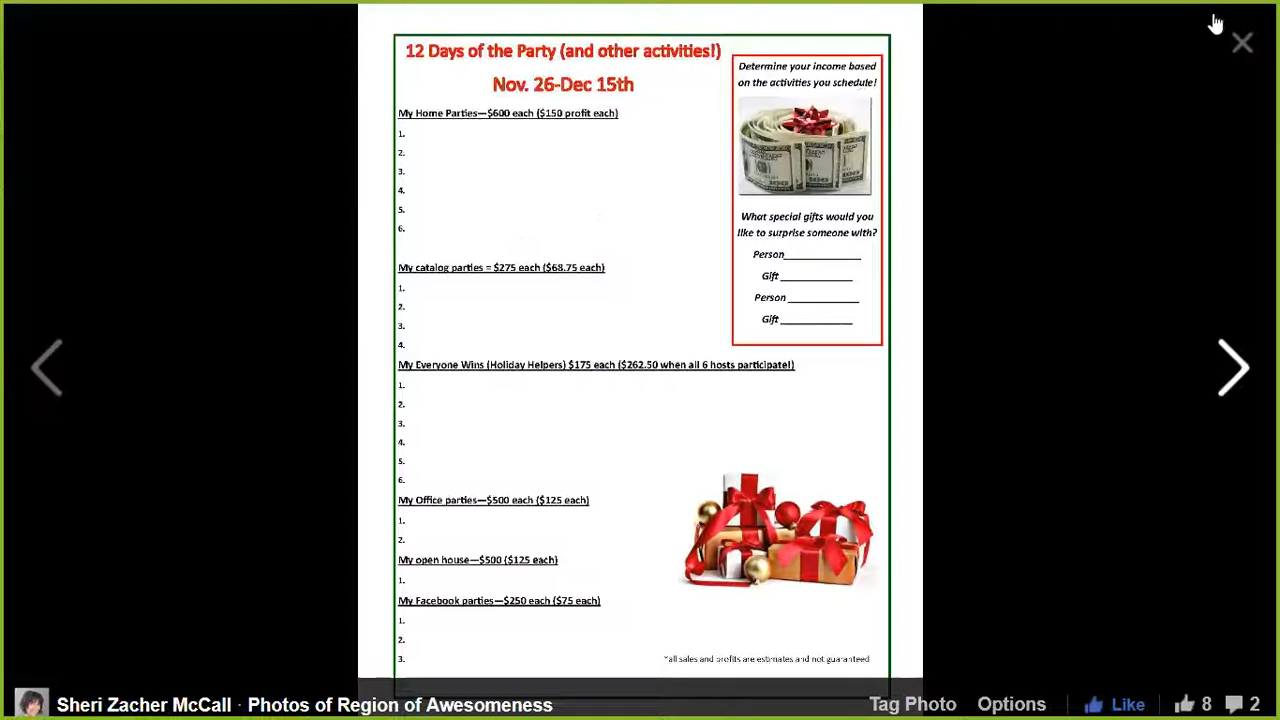 12 Days of the Party (and other activities!)
Nov. 26-Dec 15th
Determine your income based
on the activities you schedule!
My Home Parties—$600 each ($150 profit each)
1.
2.
3.
4.
5.
6.
What special gifts would you
like to surprise someone with?
Person
Gift
Person
Gift
My catalog parties = $275 each ($68.75 each)
1.
2.
3.
4.
My Everyone Wins (Holiday Helpers) $175 each ($262.50 when all 6 hosts participate!)
1.
2.
3.
4.
5.
6.
My Office parties—$500 each ($125 each)
1.
2.
My open house—$500 ($125 each)
1.
My Facebook parties—$250 each ($75 each)
1.
2.
3.
*all sales and profits are estimates and not guaranteed
Sheri Zacher McCall · Photos of Region of Awesomeness
Tag Photo Options Like 8 2